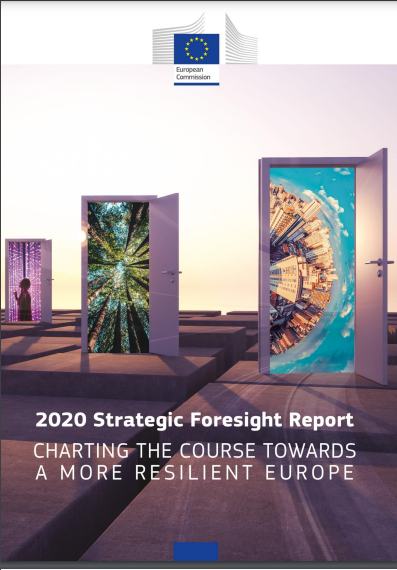 European
Commission
2020 Strategic Foresight Report
CHARTING THE COURSE TOWARDS
A MORE RESILIENT EUROPE